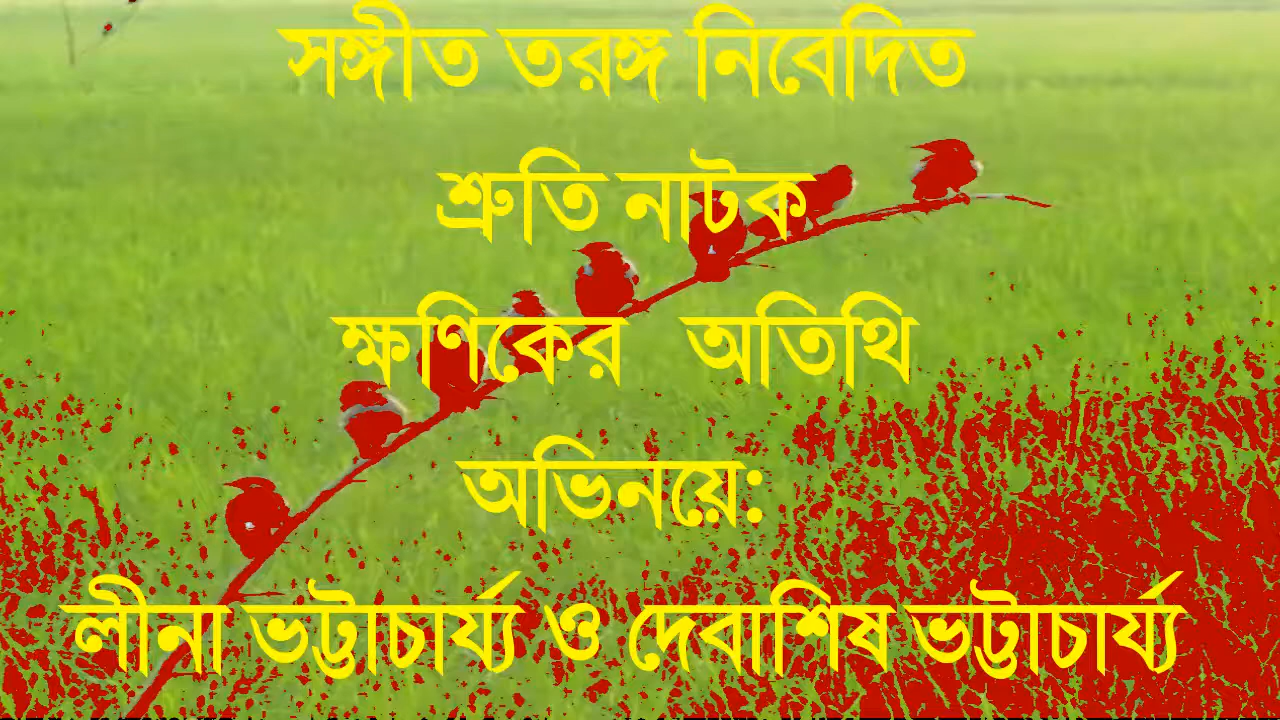 সঙ্গীত তরঙ্গ নিবেদিত
শ্রুতি নাটক
ক্ষণিকের অতিথি
অভিনয়ে:
লীনা ভট্টাচার্য্য ও দেবাশিষ ভট্টাচার্য্য